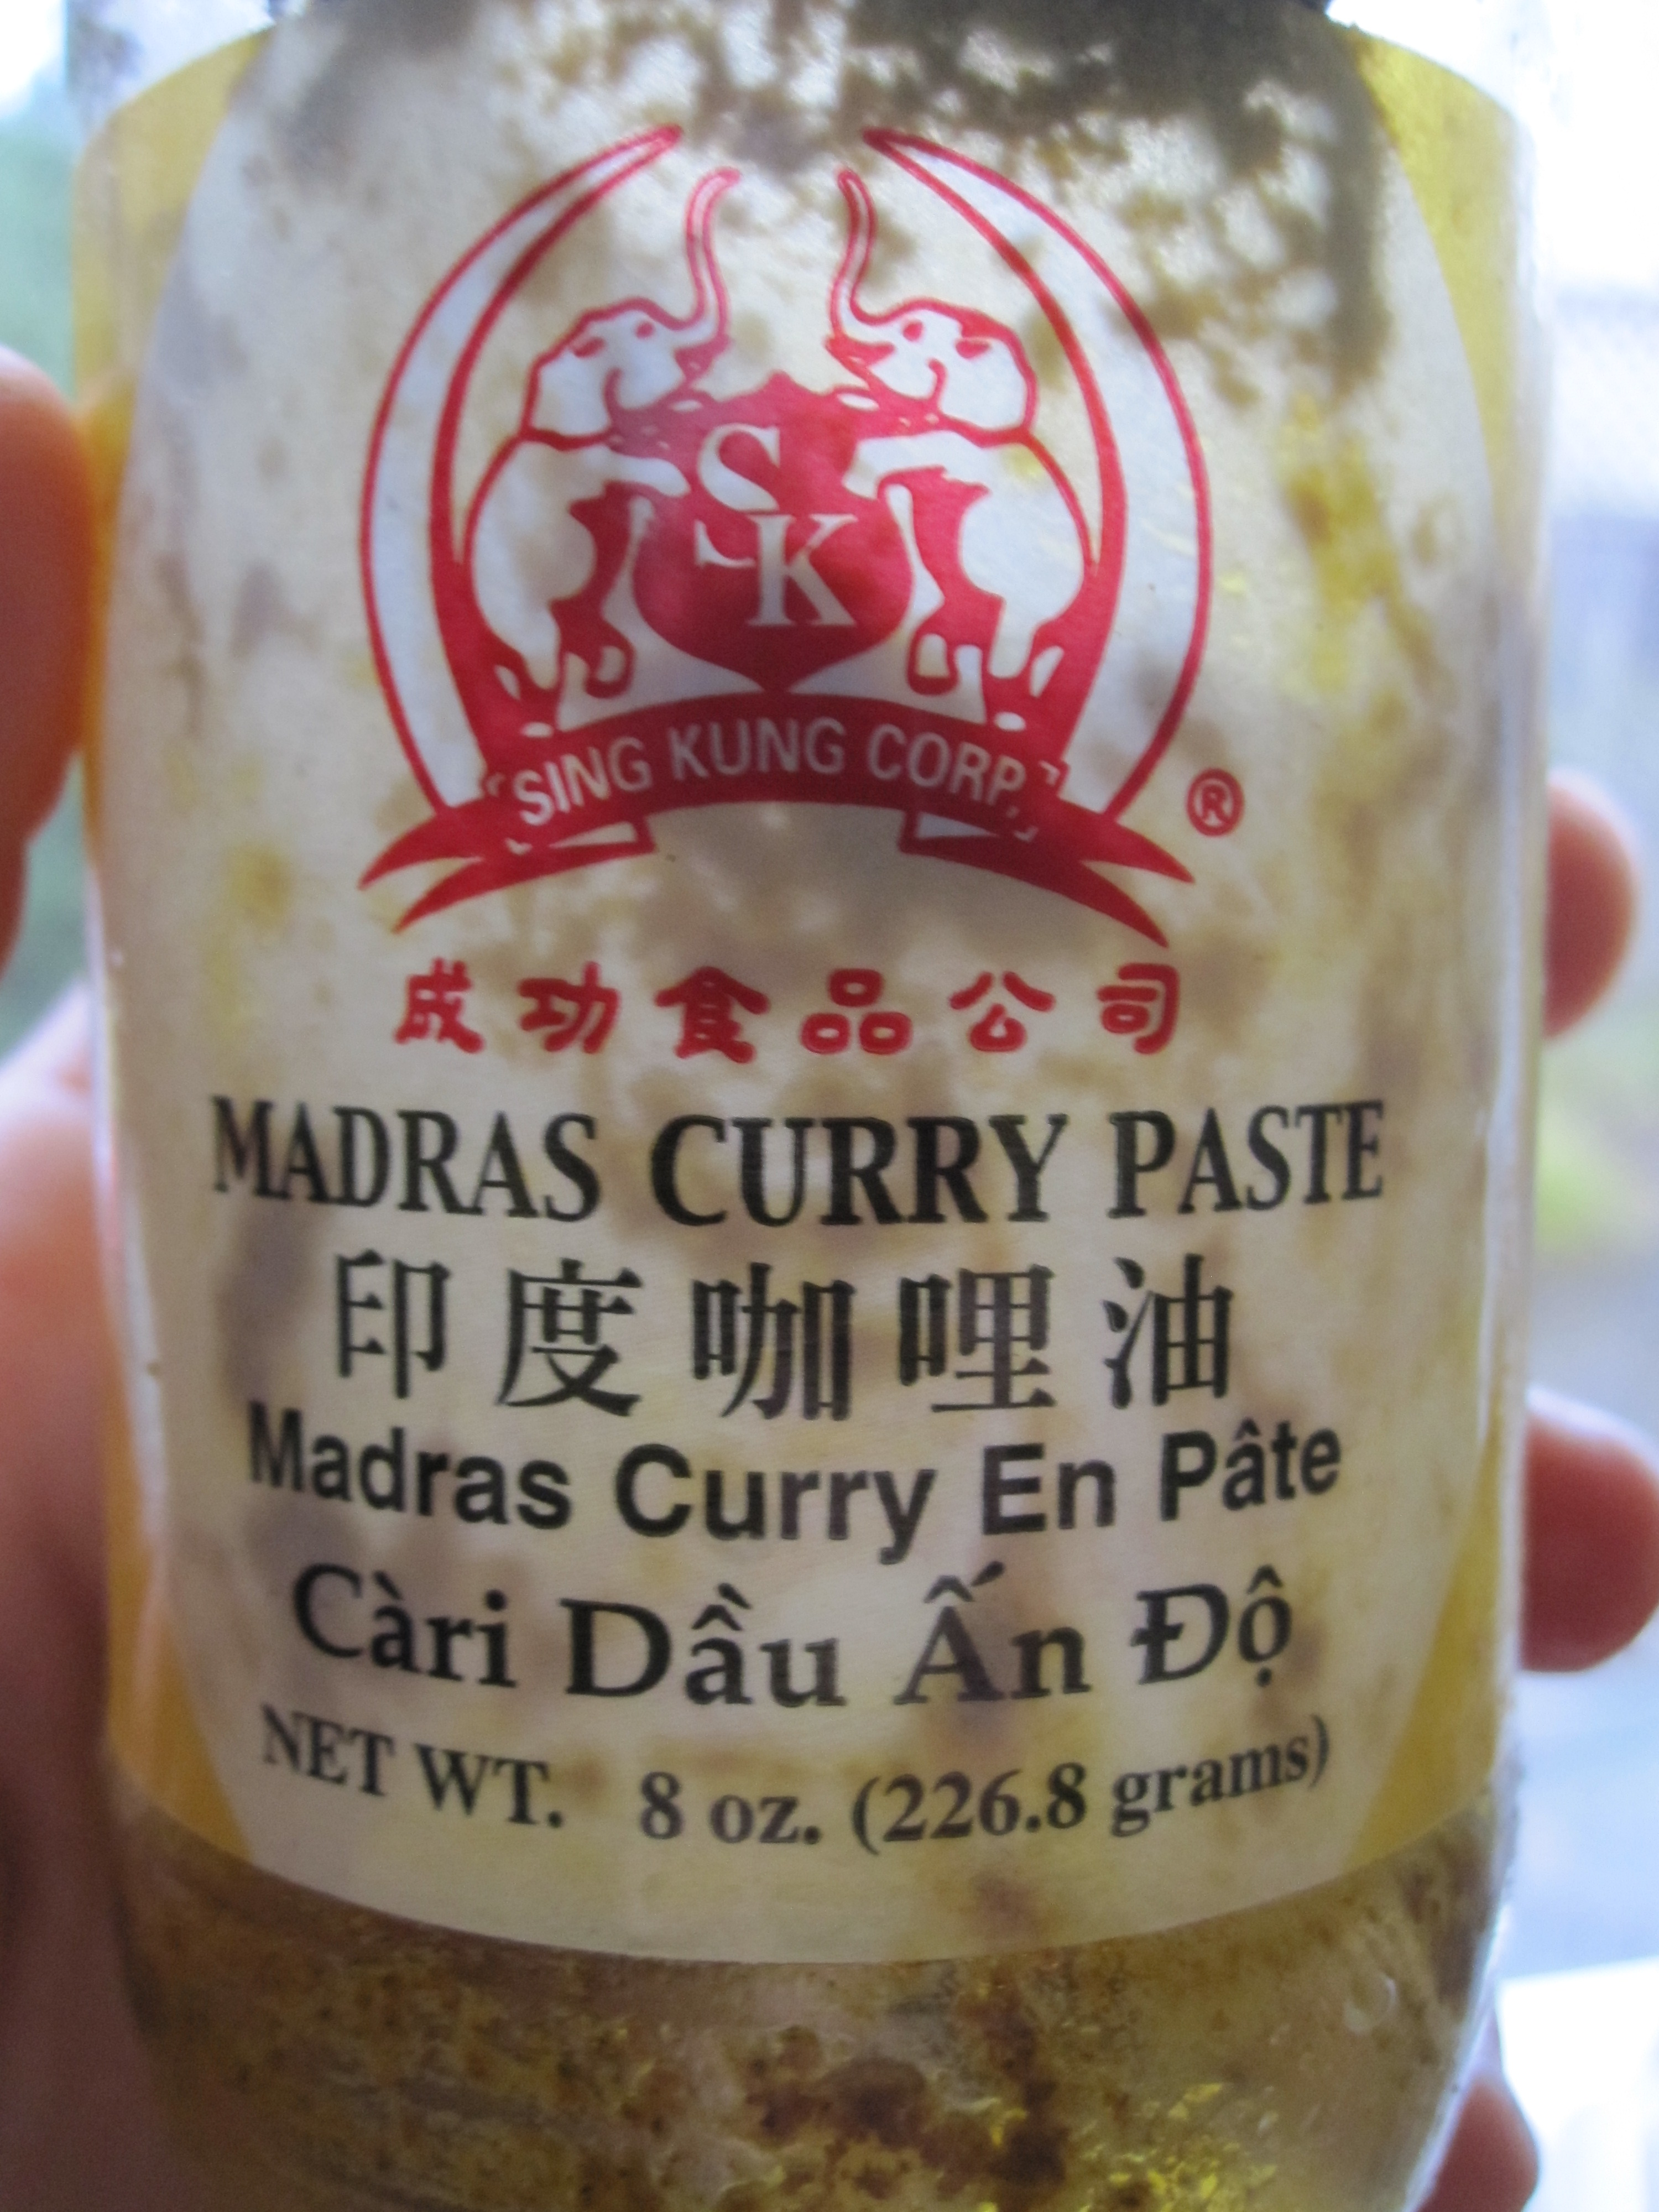 S
K
SING KUNG CORP.
®
成功食品公司
MADRAS CURRY PASTE
印度咖哩油
Madras Curry En Pâte
Càri Dầu Ấn Độ
NET WT. 8 oz. (226.8 grams)